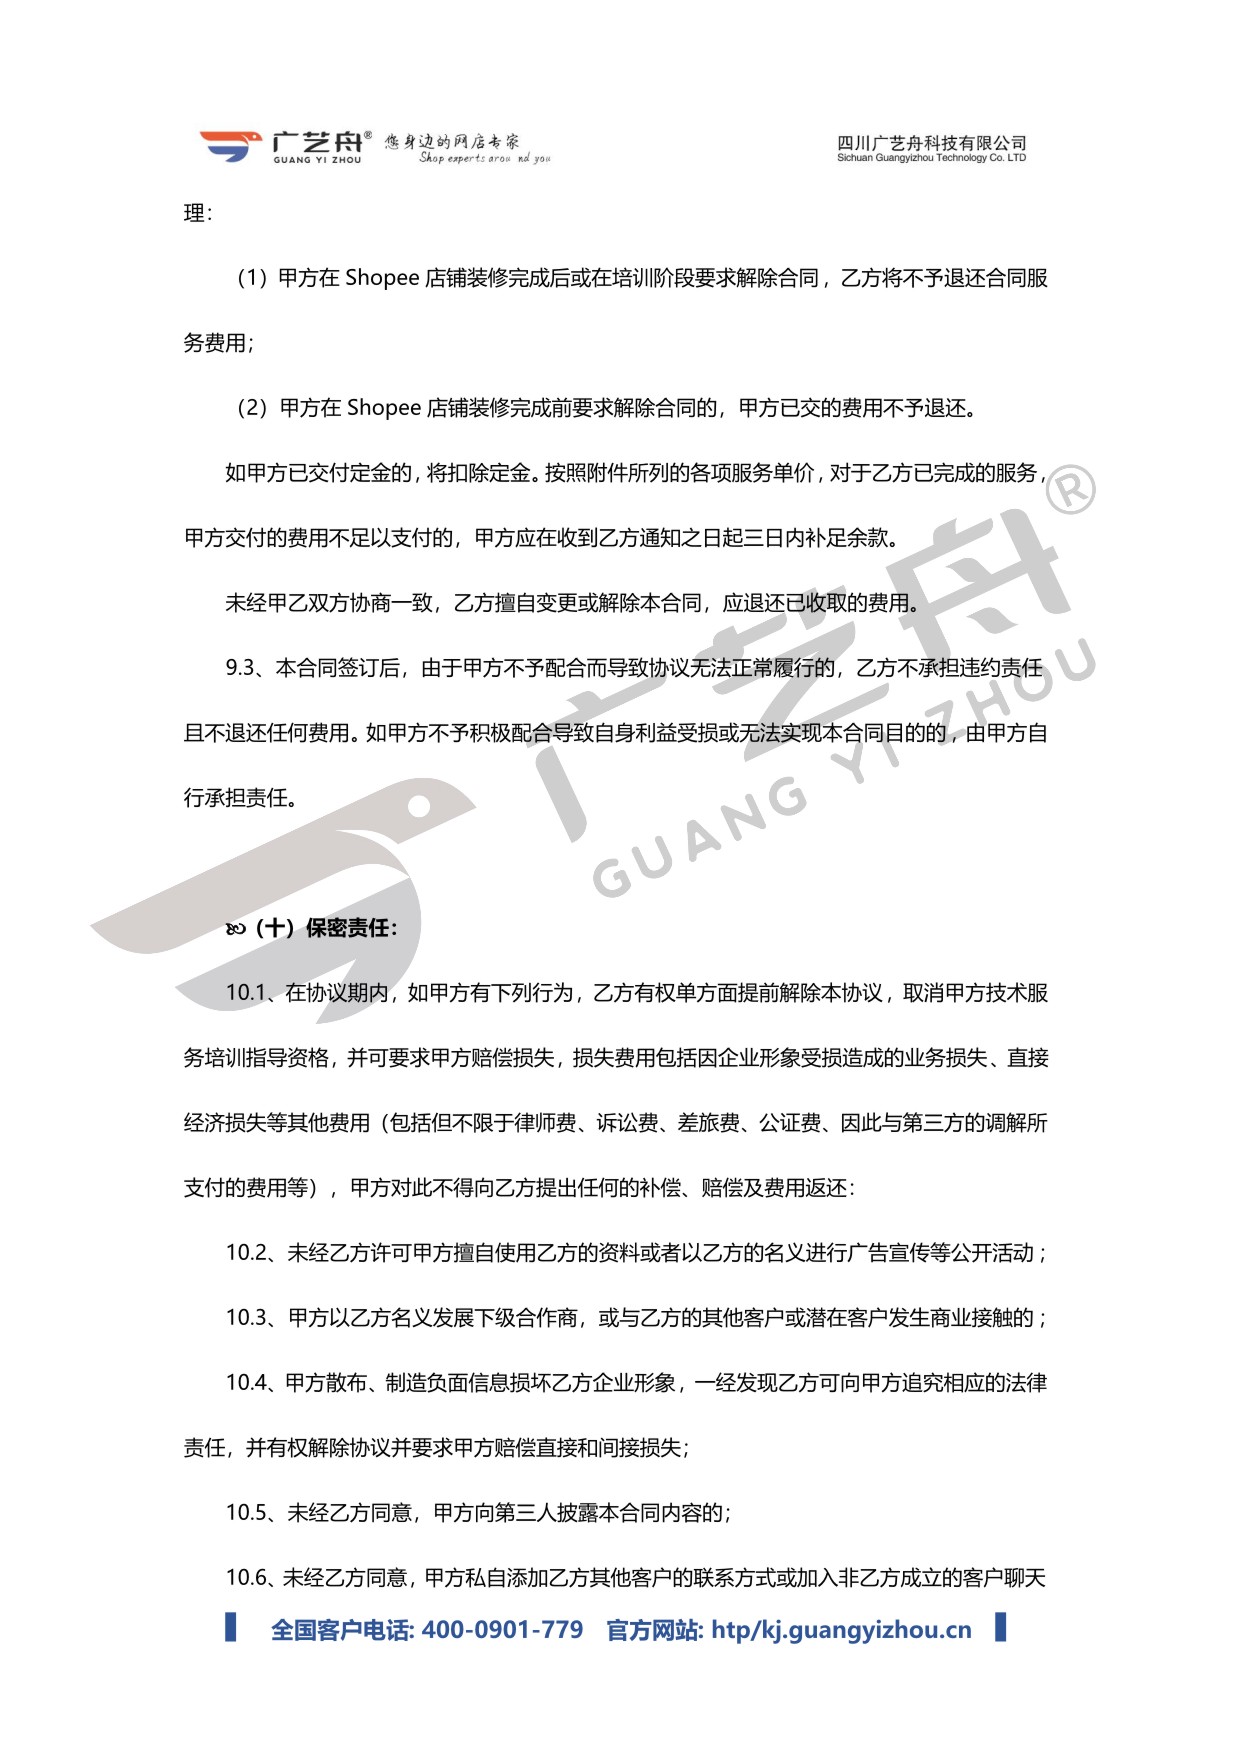 广艺舟® 您身边的网店专家
GUANG YI ZHOU Shop experts arou nd you
四川广艺舟科技有限公司
Sichuan Guangyizhou Technology Co. LTD
理：
（1）甲方在 Shopee 店铺装修完成后或在培训阶段要求解除合同，乙方将不予退还合同服
务费用；
（2）甲方在 Shopee 店铺装修完成前要求解除合同的，甲方已交的费用不予退还。
如甲方已交付定金的，将扣除定金。按照附件所列的各项服务单价，对于乙方已完成的服务，
甲方交付的费用不足以支付的，甲方应在收到乙方通知之日起三日内补足余款。
未经甲乙双方协商一致，乙方擅自变更或解除本合同，应退还已收取的费用。
9.3、本合同签订后，由于甲方不予配合而导致协议无法正常履行的，乙方不承担违约责任
且不退还任何费用。如甲方不予积极配合导致自身利益受损或无法实现本合同目的的，由甲方自
行承担责任。
广艺舟®
GUANG YI ZHOU
（十）保密责任：
10.1、在协议期内，如甲方有下列行为，乙方有权单方面提前解除本协议，取消甲方技术服
务培训指导资格，并可要求甲方赔偿损失，损失费用包括因企业形象受损造成的业务损失、直接
经济损失等其他费用（包括但不限于律师费、诉讼费、差旅费、公证费、因此与第三方的调解所
支付的费用等），甲方对此不得向乙方提出任何的补偿、赔偿及费用返还：
10.2、未经乙方许可甲方擅自使用乙方的资料或者以乙方的名义进行广告宣传等公开活动；
10.3、甲方以乙方名义发展下级合作商，或与乙方的其他客户或潜在客户发生商业接触的；
10.4、甲方散布、制造负面信息损坏乙方企业形象，一经发现乙方可向甲方追究相应的法律
责任，并有权解除协议并要求甲方赔偿直接和间接损失；
10.5、未经乙方同意，甲方向第三人披露本合同内容的；
10.6、未经乙方同意，甲方私自添加乙方其他客户的联系方式或加入非乙方成立的客户聊天
全国客户电话: 400-0901-779 官方网站: htp/kj.guangyizhou.cn